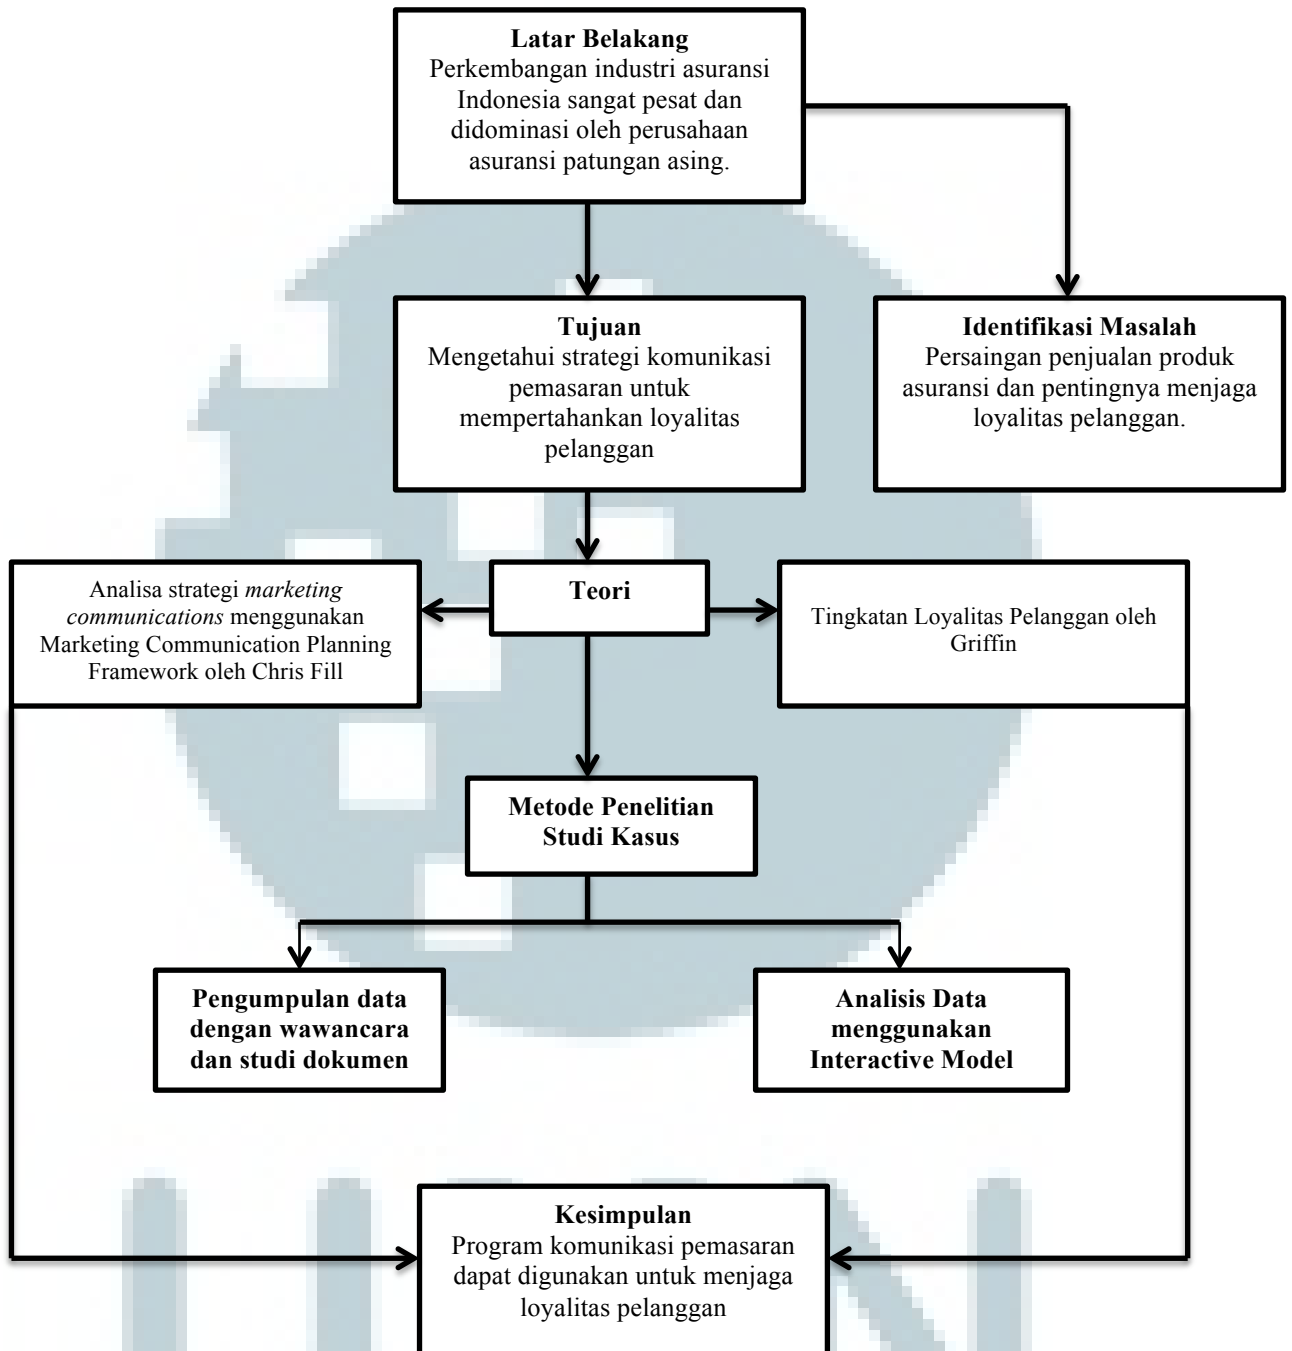 Latar Belakang
Perkembangan industri asuransi
Indonesia sangat pesat dan
didominasi oleh perusahaan
asuransi patungan asing.
Tujuan
Mengetahui strategi komunikasi
pemasaran untuk
mempertahankan loyalitas
pelanggan
Identifikasi Masalah
Persaingan penjualan produk
asuransi dan pentingnya menjaga
loyalitas pelanggan.
Analisa strategi marketing
communications menggunakan
Marketing Communication Planning
Framework oleh Chris Fill
Teori
Tingkatan Loyalitas Pelanggan oleh
Griffin
Metode Penelitian
Studi Kasus
Pengumpulan data
dengan wawancara
dan studi dokumen
Analisis Data
menggunakan
Interactive Model
Kesimpulan
Program komunikasi pemasaran
dapat digunakan untuk menjaga
loyalitas pelanggan